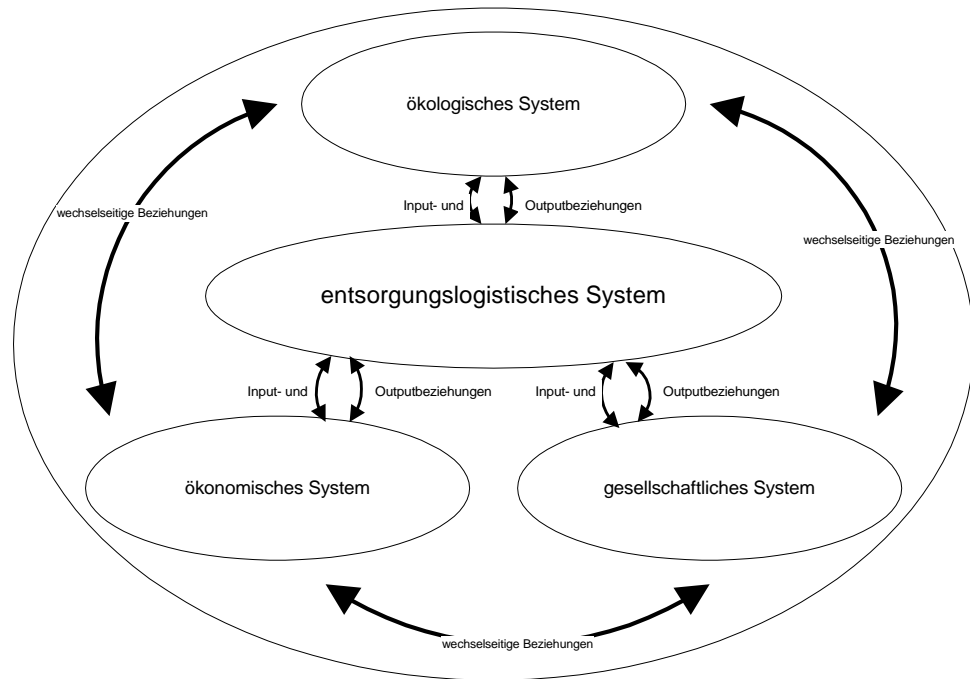 ökologisches System
Input- und Outputbeziehungen
wechselseitige Beziehungen
wechselseitige Beziehungen
entsorgungslogistisches System
Input- und Outputbeziehungen
Input- und Outputbeziehungen
ökonomisches System
gesellschaftliches System
wechselseitige Beziehungen